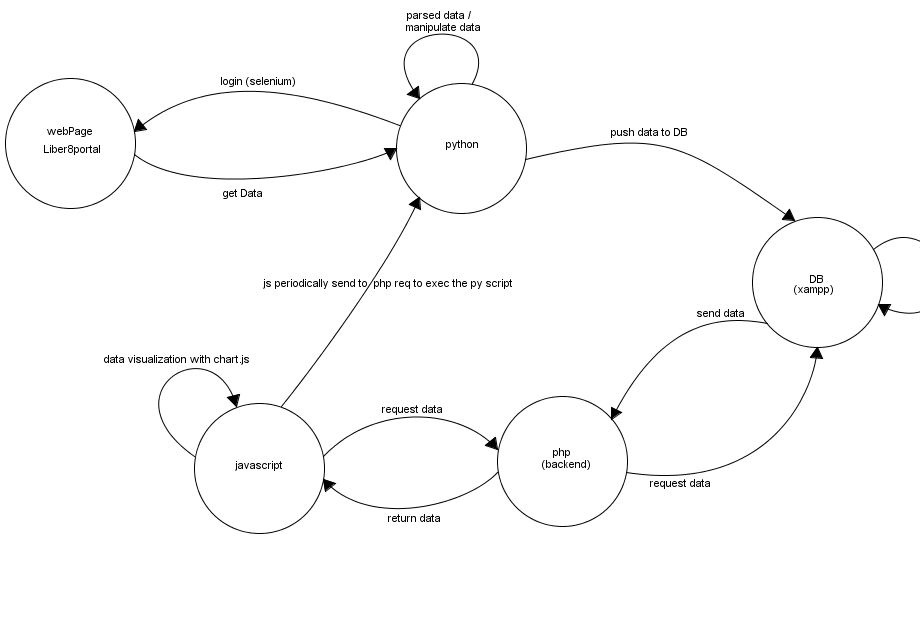 parsed data /
manipulate data
login (selenium)
webPage
Liber8portal
python
push data to DB
get Data
js periodically send to php req to exec the py script
DB
(xampp)
send data
data visualization with chart.js
request data
javascript
php
(backend)
request data
return data